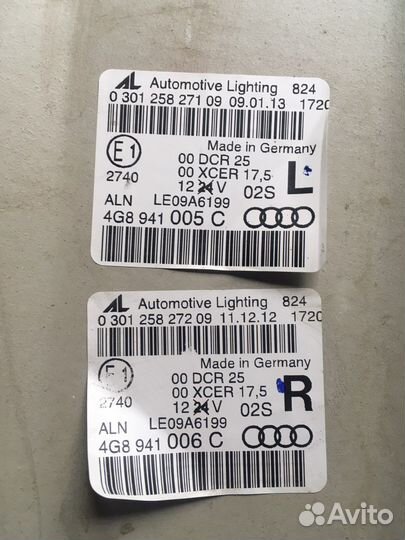 AL Automotive Lighting 824
0 301 258 271 09 09.01.13 1720
Made in Germany
E1 00 DCR 25
00 XCER 17,5
2740 12 24 V 02S L
ALN LE09A6199
4G8 941 005 C
AL Automotive Lighting 824
0 301 258 272 09 11.12.12 1720
Made in Germany
E1 00 DCR 25
00 XCER 17,5
2740 12 24 V 02S R
ALN LE09A6199
4G8 941 006 C
Avito